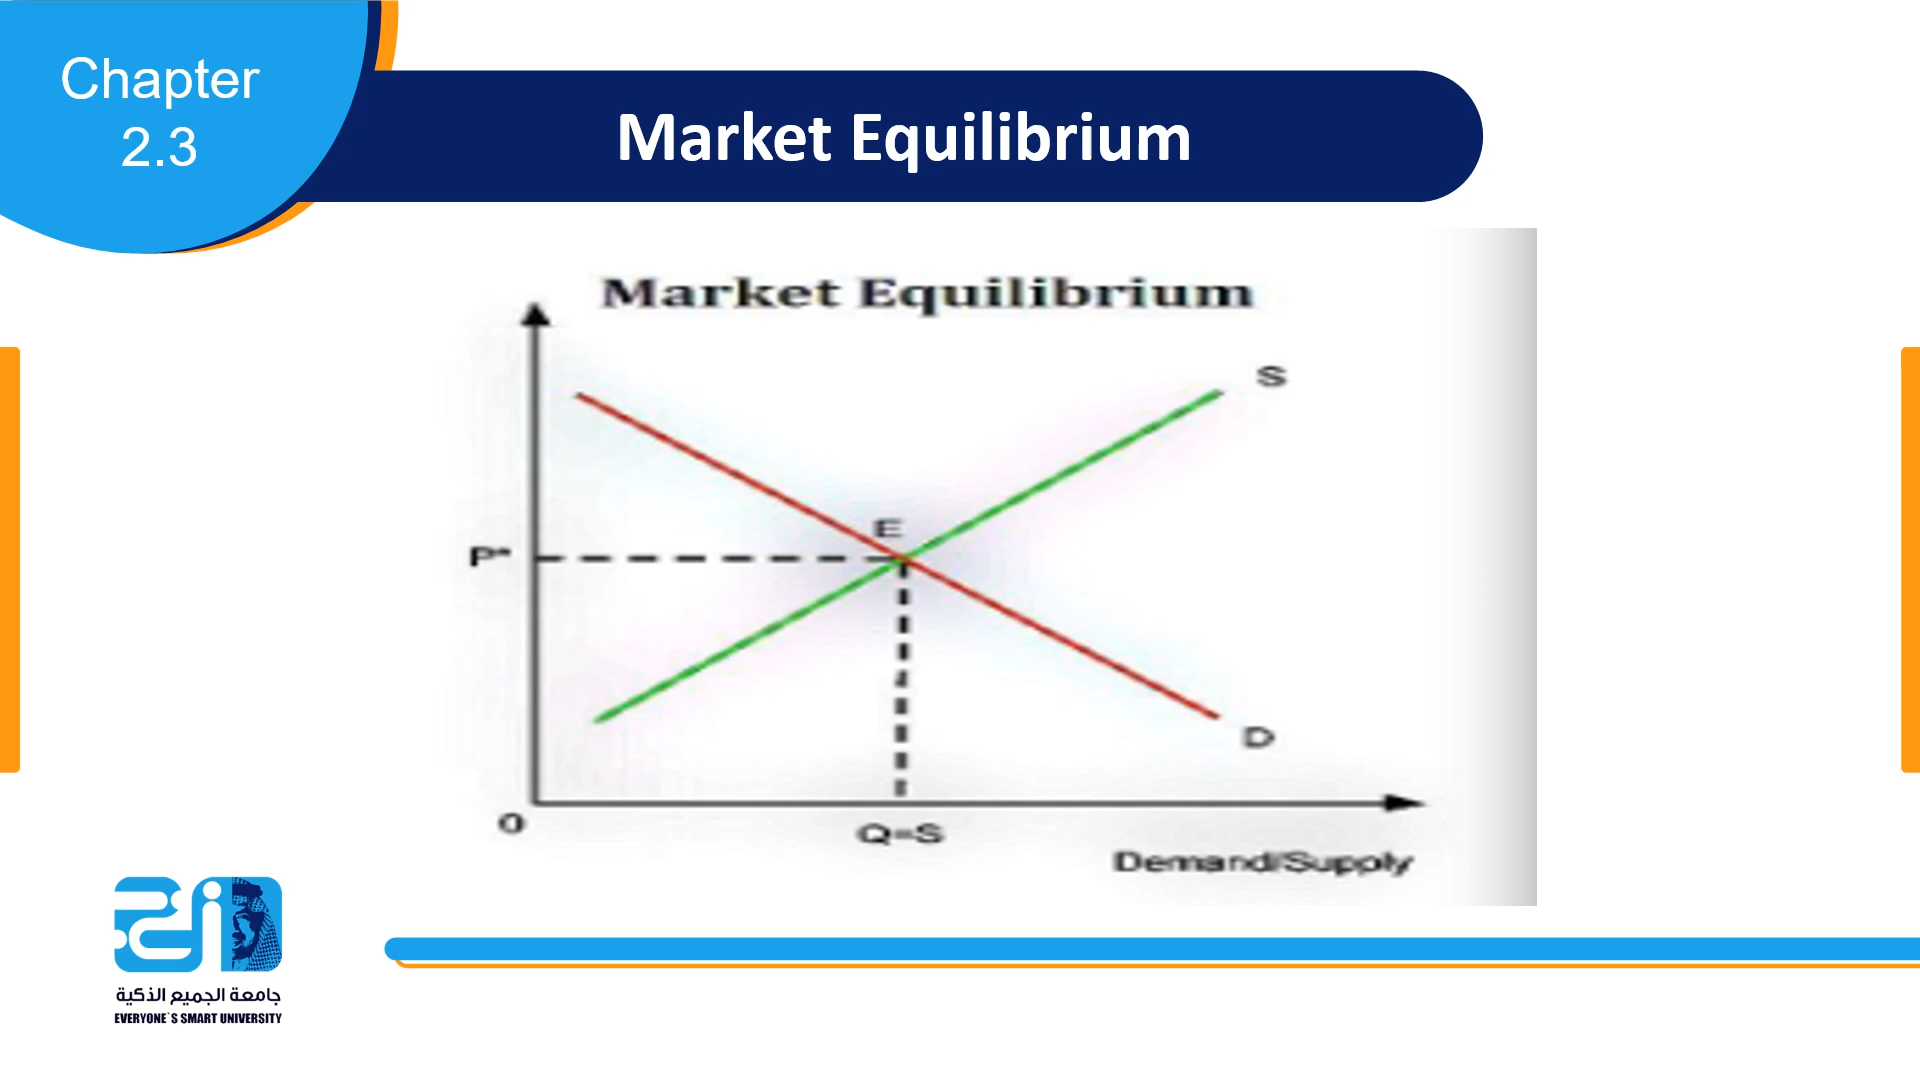 Chapter
2.3
Market Equilibrium
Market Equilibrium
S
E
P*
D
0
Q=S
Demand/Supply
جامعة الجميع الذكية
EVERYONE`S SMART UNIVERSITY